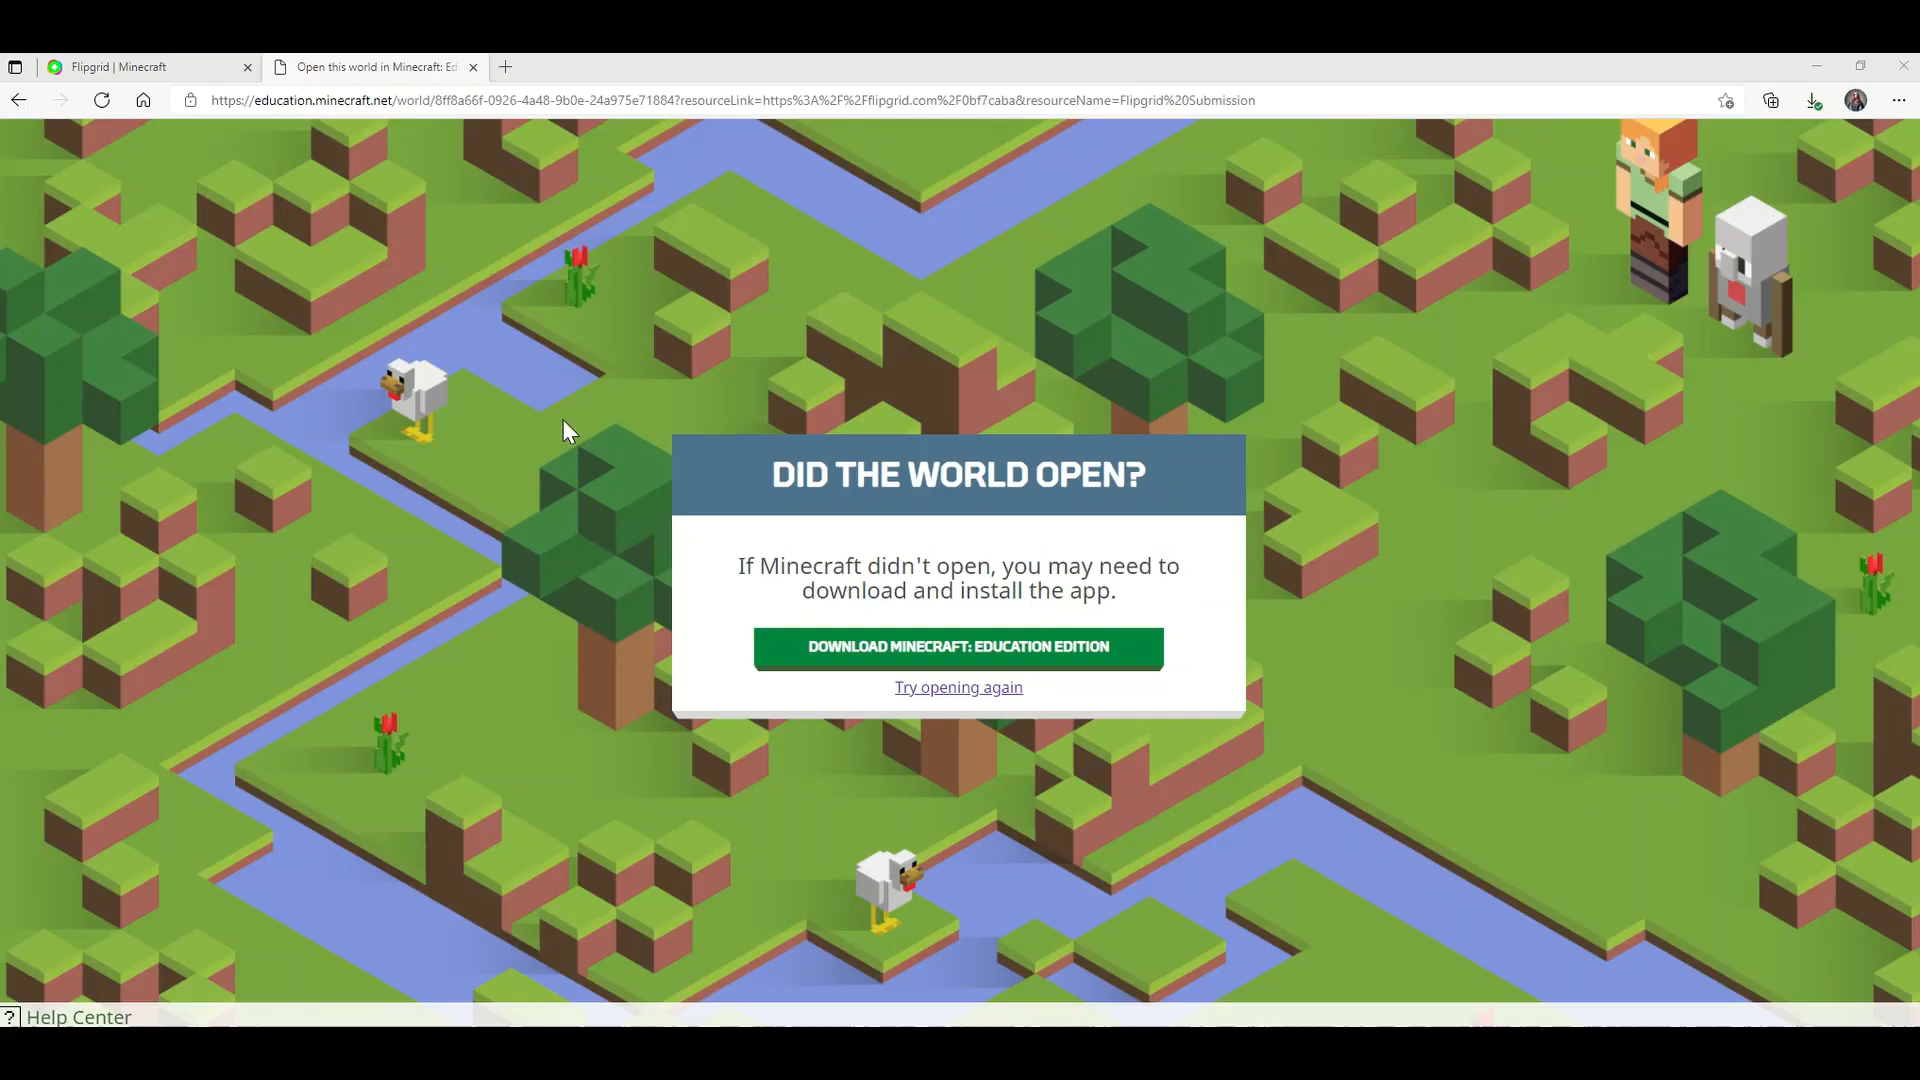 Flipgrid | Minecraft
Open this world in Minecraft: Ed
https://education.minecraft.net/world/8ff8a66f-0926-4a48-9b0e-24a975e71884?resourceLink=https%3A%2F%2Fflipgrid.com%2F0bf7caba&resourceName=Flipgrid%20Submission
DID THE WORLD OPEN?
If Minecraft didn't open, you may need to
download and install the app.
DOWNLOAD MINECRAFT: EDUCATION EDITION
Try opening again
? Help Center